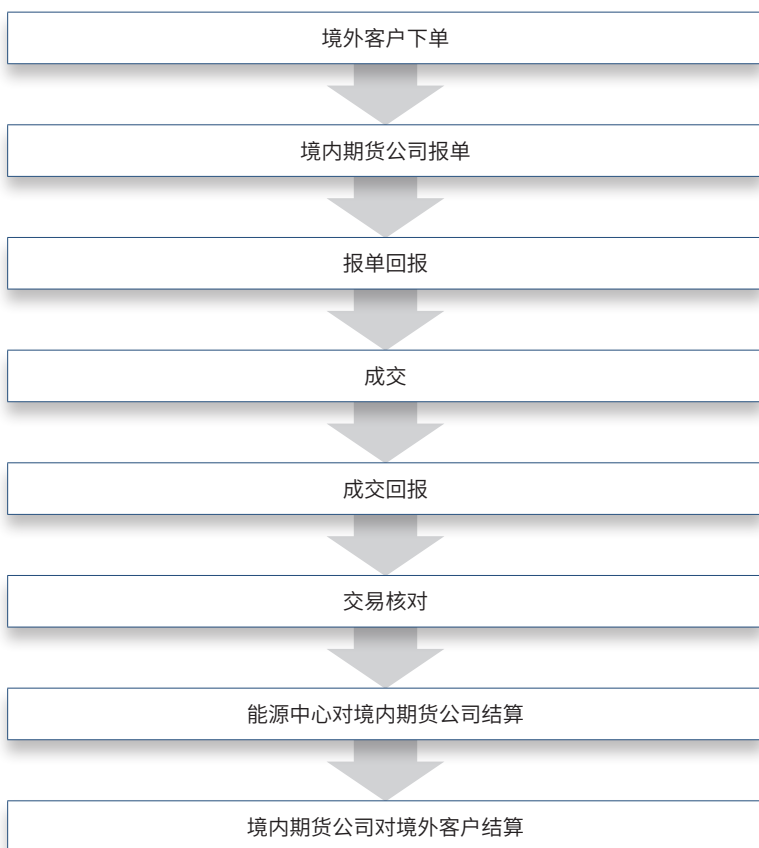 境外客户下单
境内期货公司报单
报单回报
成交
成交回报
交易核对
能源中心对境内期货公司结算
境内期货公司对境外客户结算